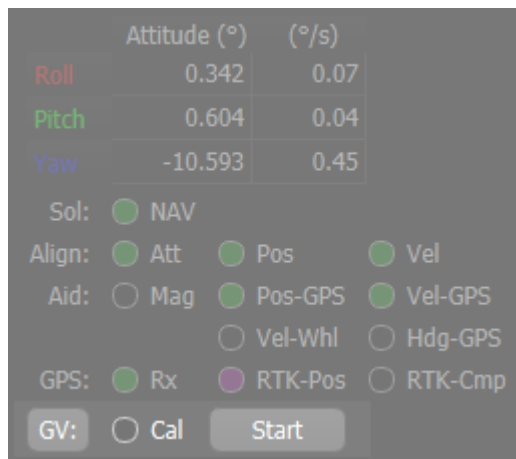 Attitude (°) (°/s)
Roll 0.342 0.07
Pitch 0.604 0.04
Yaw -10.593 0.45
Sol: NAV
Align: Att Pos Vel
Aid: Mag Pos-GPS Vel-GPS
Vel-Whl Hdg-GPS
GPS: Rx RTK-Pos RTK-Cmp
GV: Cal Start